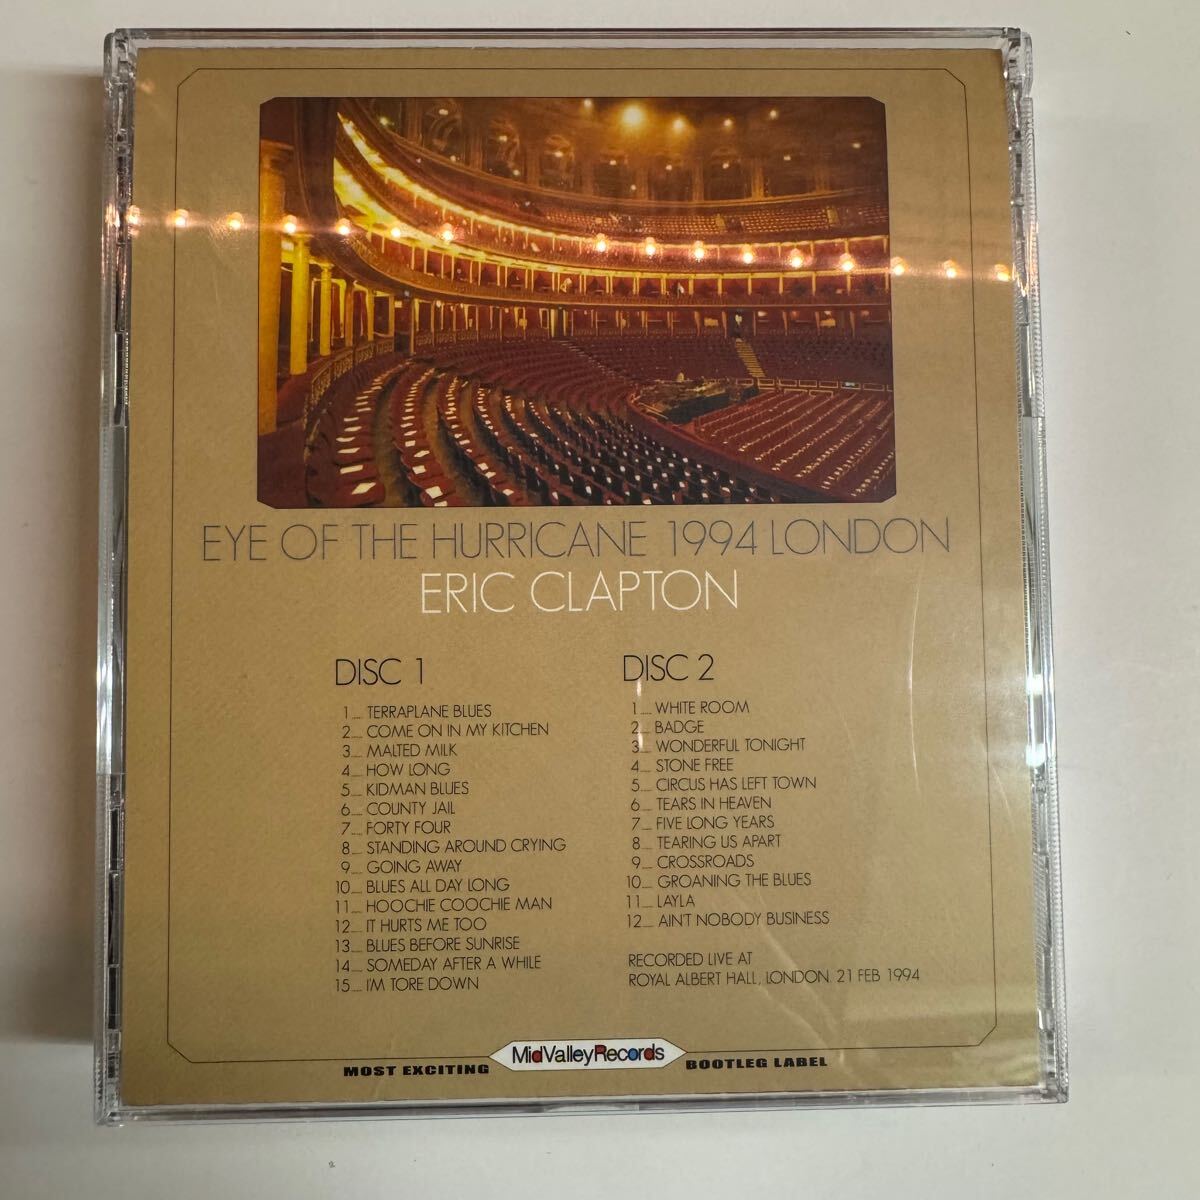 EYE OF THE HURRICANE 1994 LONDON
ERIC CLAPTON
DISC 1
1.... TERRAPLANE BLUES
2.... COME ON IN MY KITCHEN
3.... MALTED MILK
4.... HOW LONG
5.... KIDMAN BLUES
6.... COUNTY JAIL
7.... FORTY FOUR
8.... STANDING AROUND CRYING
9.... GOING AWAY
10.... BLUES ALL DAY LONG
11.... HOOCHIE COOCHIE MAN
12.... IT HURTS ME TOO
13.... BLUES BEFORE SUNRISE
14.... SOMEDAY AFTER A WHILE
15.... I'M TORE DOWN
DISC 2
1.... WHITE ROOM
2.... BADGE
3.... WONDERFUL TONIGHT
4.... STONE FREE
5.... CIRCUS HAS LEFT TOWN
6.... TEARS IN HEAVEN
7.... FIVE LONG YEARS
8.... TEARING US APART
9.... CROSSROADS
10.... GROANING THE BLUES
11.... LAYLA
12.... AIN'T NOBODY BUSINESS
RECORDED LIVE AT
ROYAL ALBERT HALL, LONDON. 21 FEB 1994
MOST EXCITING MidValleyRecords BOOTLEG LABEL